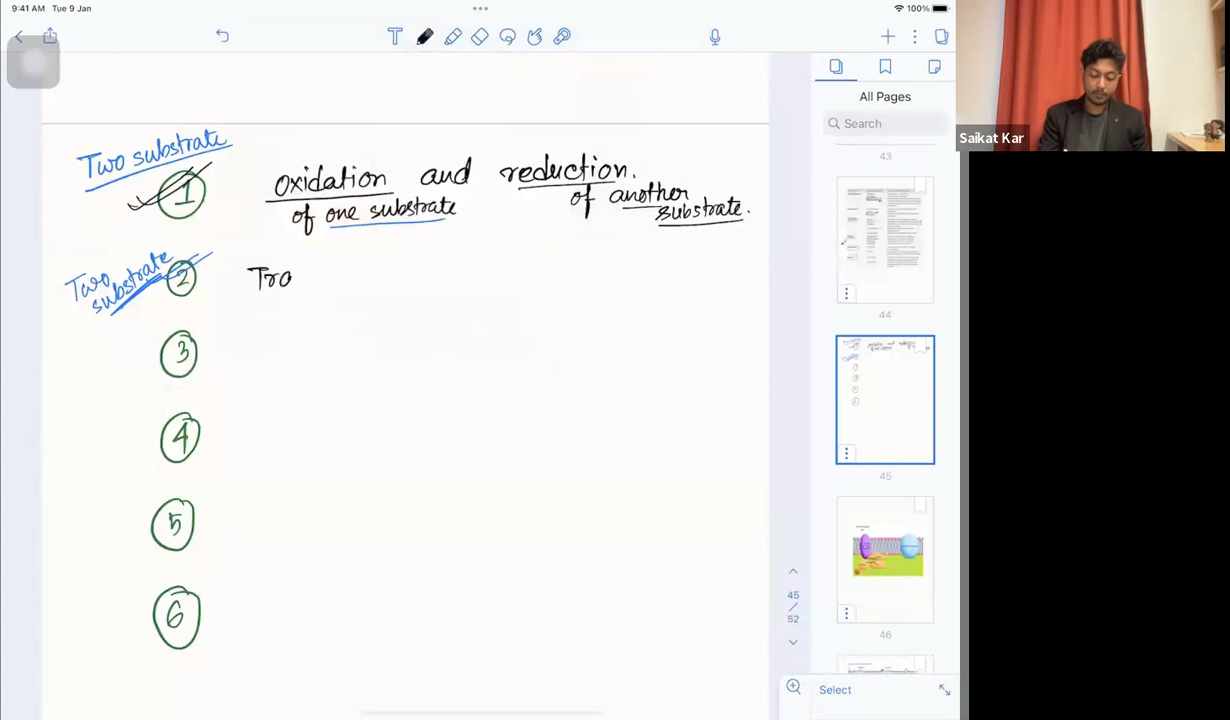 9:41 AM Tue 9 Jan
100%
T
All Pages
Search
Saikat Kar
43
Two substrate
1 oxidation and reduction.
of one substrate of another
substrate.
Two
substrate
2 Tra
3
4
5
6
44
45
46
45
/
52
Select